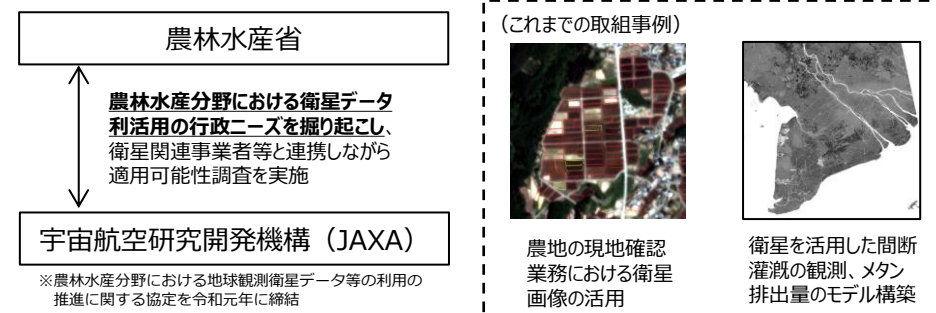 農林水産省
農林水産分野における衛星データ
利活用の行政ニーズを掘り起こし、
衛星関連事業者等と連携しながら
適用可能性調査を実施
宇宙航空研究開発機構（JAXA）
※農林水産分野における地球観測衛星データ等の利用の
推進に関する協定を令和元年に締結
（これまでの取組事例）
農地の現地確認
業務における衛星
画像の活用
衛星を活用した間断
灌漑の観測、メタン
排出量のモデル構築